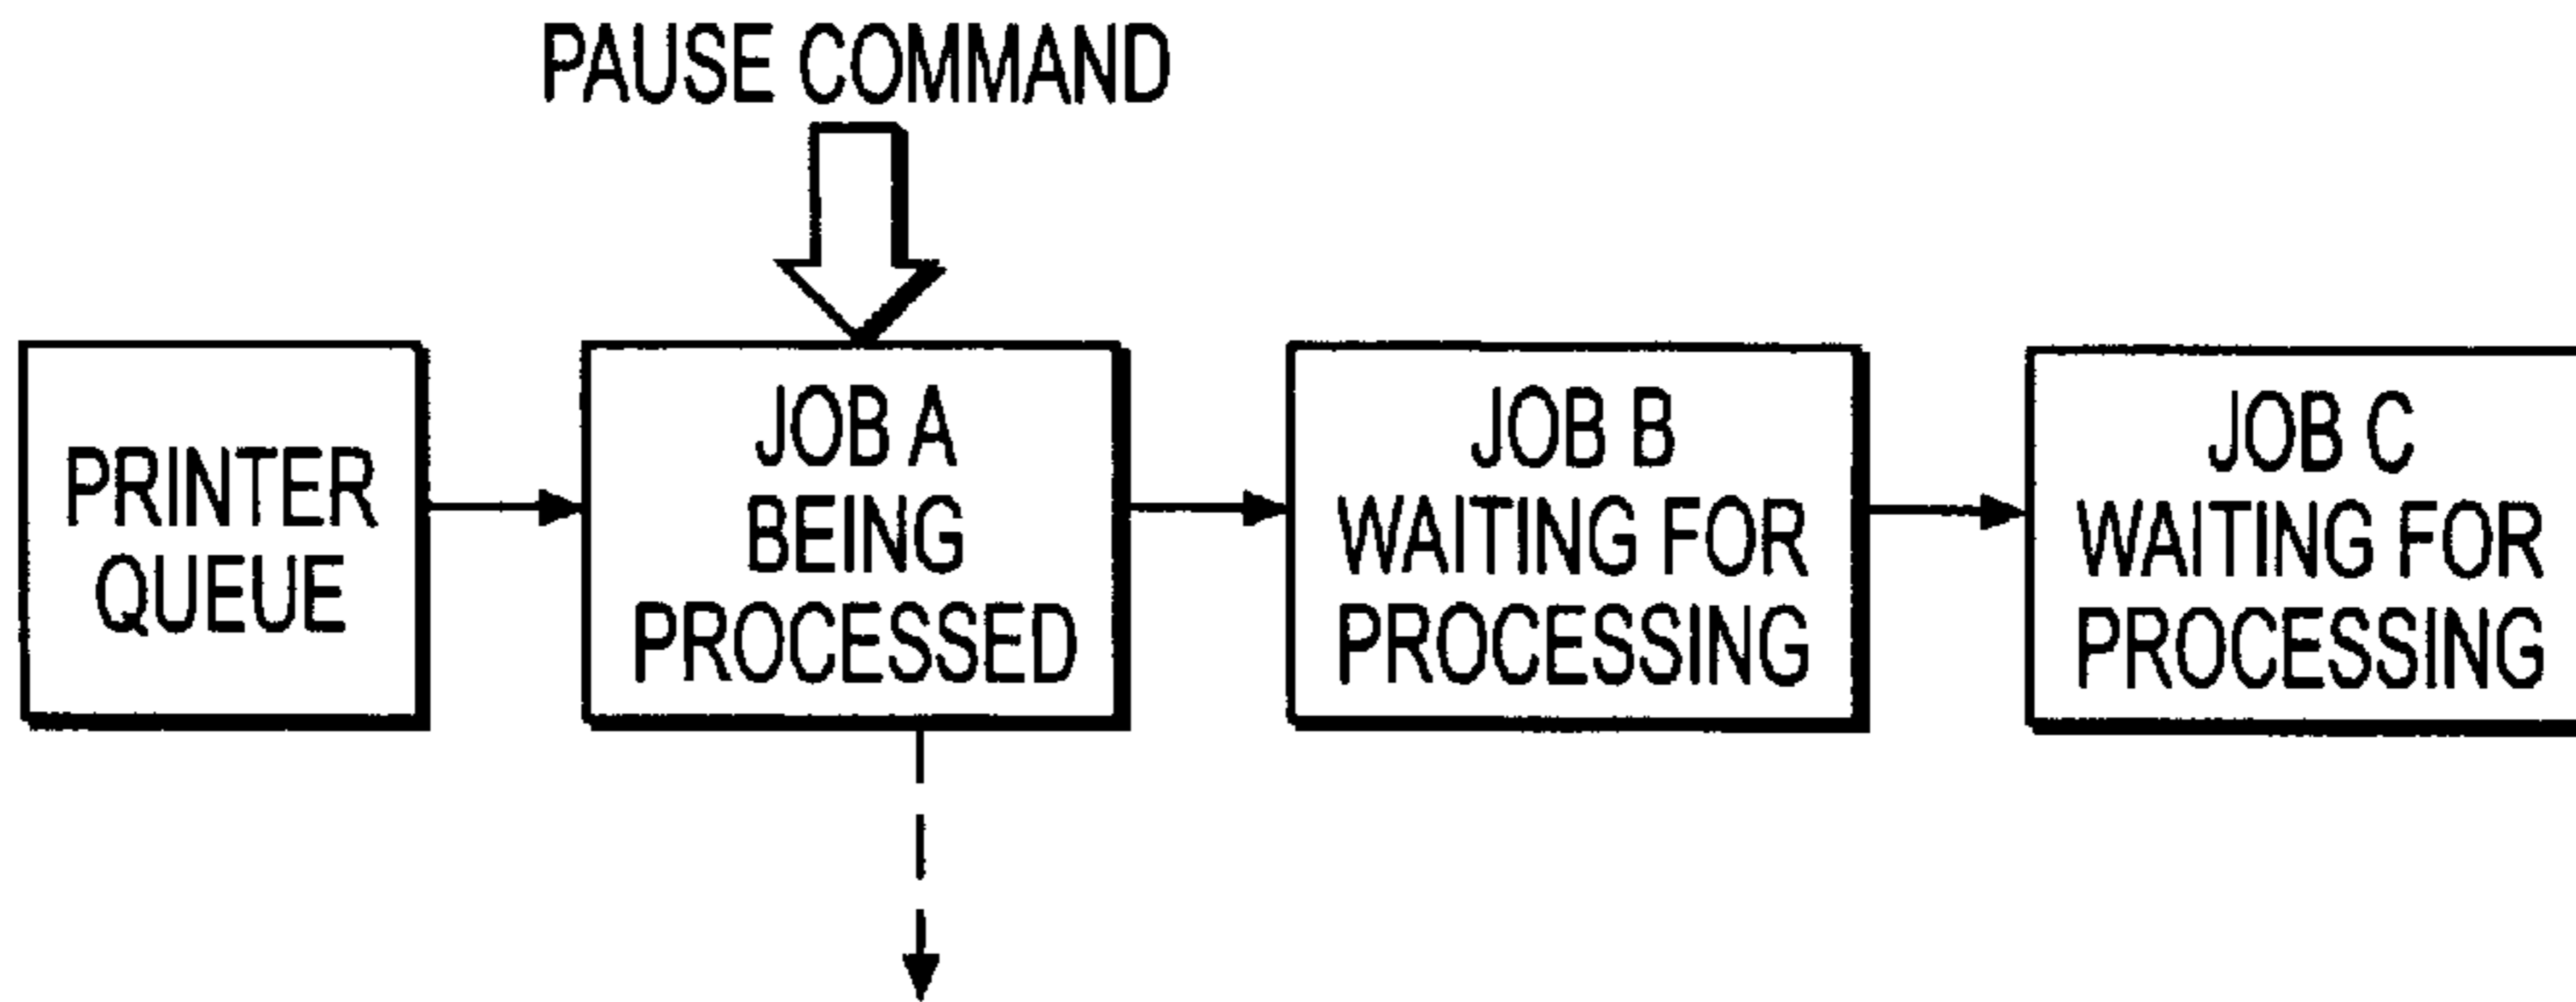 PAUSE COMMAND
PRINTER
QUEUE
JOB A
BEING
PROCESSED
JOB B
WAITING FOR
PROCESSING
JOB C
WAITING FOR
PROCESSING